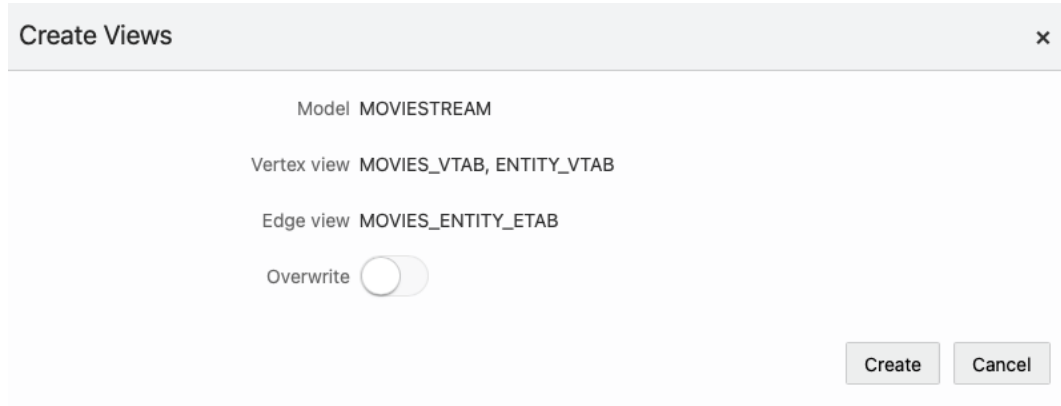 Create Views ×
Model MOVIESTREAM
Vertex view MOVIES_VTAB, ENTITY_VTAB
Edge view MOVIES_ENTITY_ETAB
Overwrite
Create Cancel